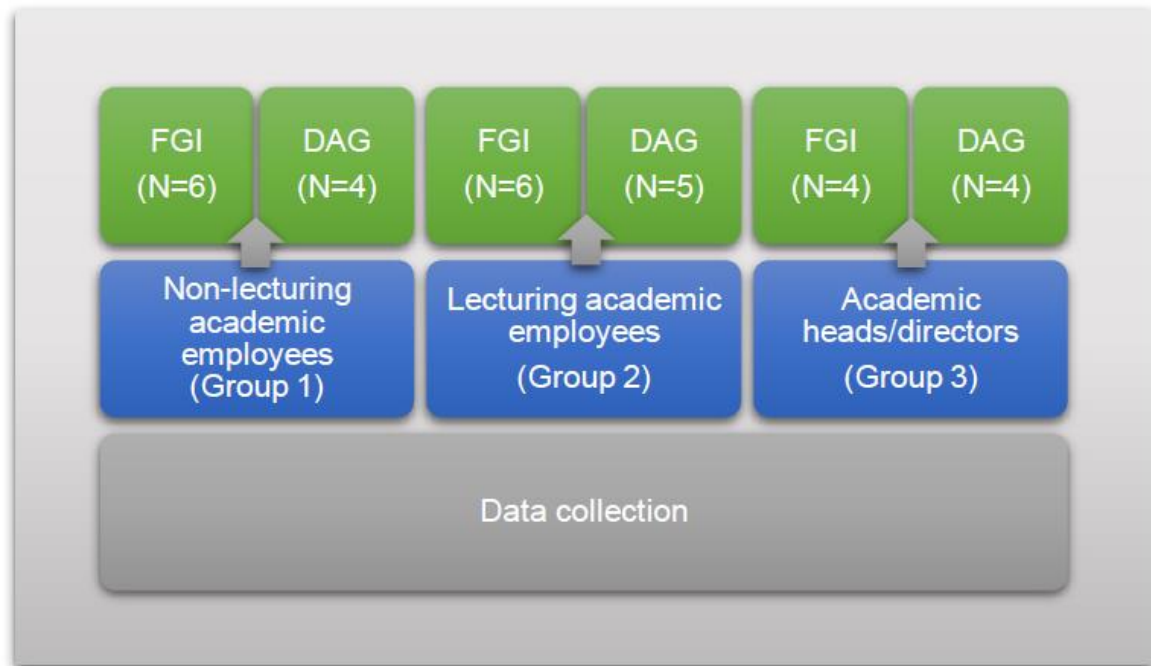 FGI
(N=6)
DAG
(N=4)
FGI
(N=6)
DAG
(N=5)
FGI
(N=4)
DAG
(N=4)
Non-lecturing
academic
employees
(Group 1)
Lecturing academic
employees
(Group 2)
Academic
heads/directors
(Group 3)
Data collection